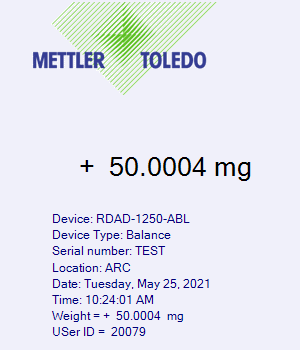 METTLER TOLEDO
+ 50.0004 mg
Device: RDAD-1250-ABL
Device Type: Balance
Serial number: TEST
Location: ARC
Date: Tuesday, May 25, 2021
Time: 10:24:01 AM
Weight = + 50.0004 mg
USer ID = 20079